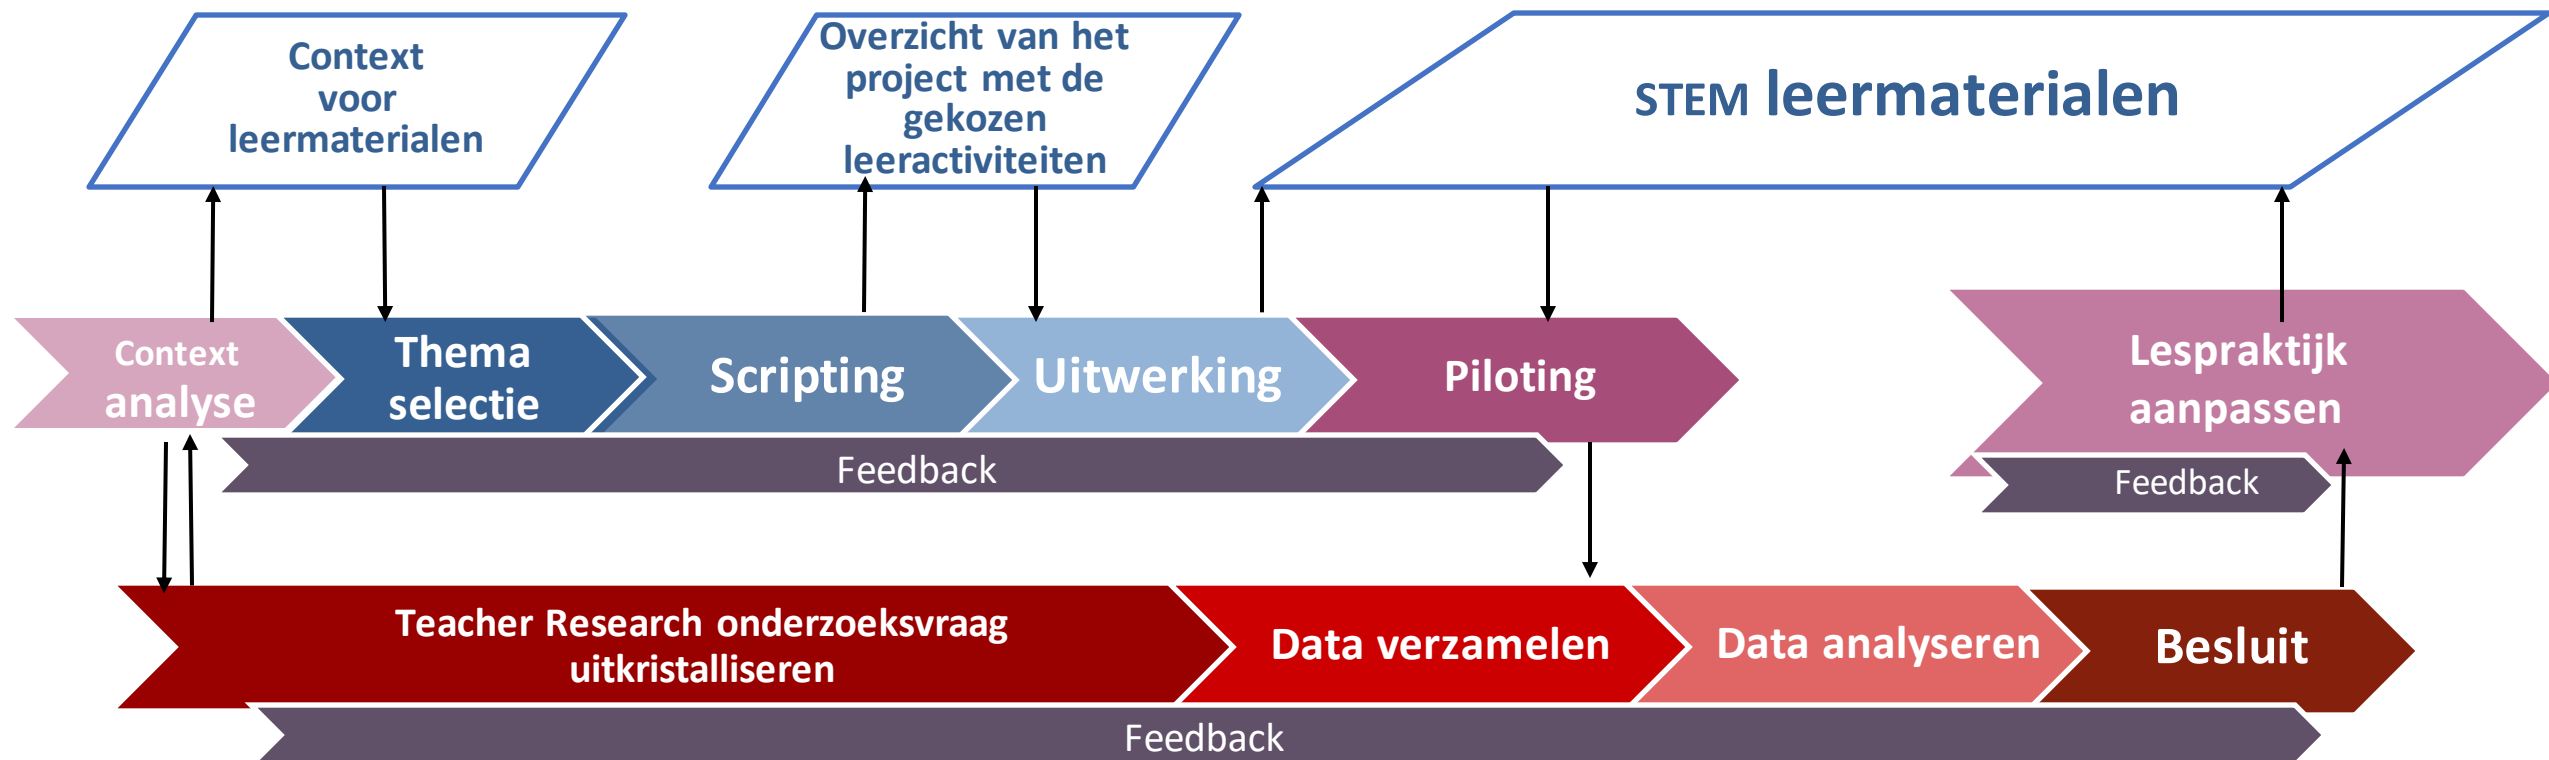 Context
voor
leermaterialen
Overzicht van het
project met de
gekozen
leeractiviteiten
STEM leermaterialen
Context
analyse
Thema
selectie
Scripting
Uitwerking
Piloting
Lespraktijk
aanpassen
Feedback
Feedback
Teacher Research onderzoeksvraag
uitkristalliseren
Data verzamelen
Data analyseren
Besluit
Feedback